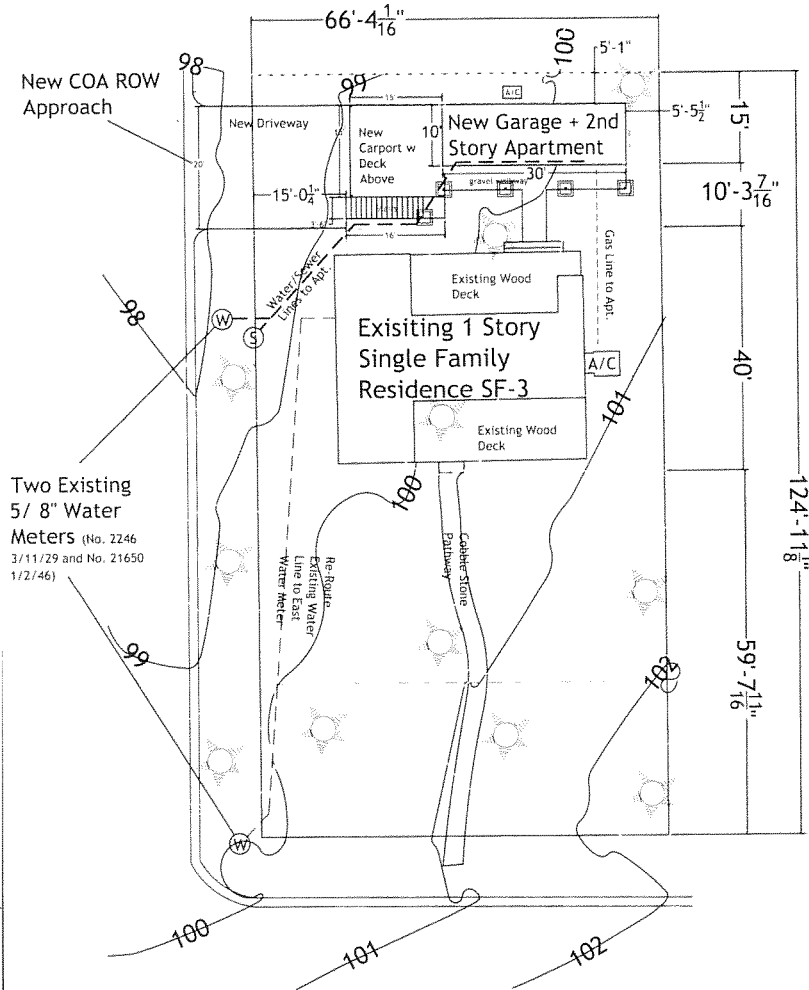 66'-4 1/16"
98
99
100
5'-1"
New COA ROW
Approach
A/C
15'
5'-5 1/2"
15'
New Driveway
New
Carport w
Deck
Above
10'
New Garage + 2nd
Story Apartment
20'
30'
gravel walkway
15'-0 1/4"
10'-3 7/16"
16'
Water/Sewer
Lines to Apt.
Gas Line to Apt.
98
W
S
Existing Wood
Deck
Exisiting 1 Story
Single Family
Residence SF-3
A/C
40'
101
Existing Wood
Deck
100
124'-11 1/8"
Two Existing
5/ 8" Water
Meters (No. 2246
3/11/29 and No. 21650
1/2/46)
Re-Route
Existing Water
Line to East
Water Meter
Cobble Stone
Pathway
99
102
59'-7 11/16"
W
100
101
102